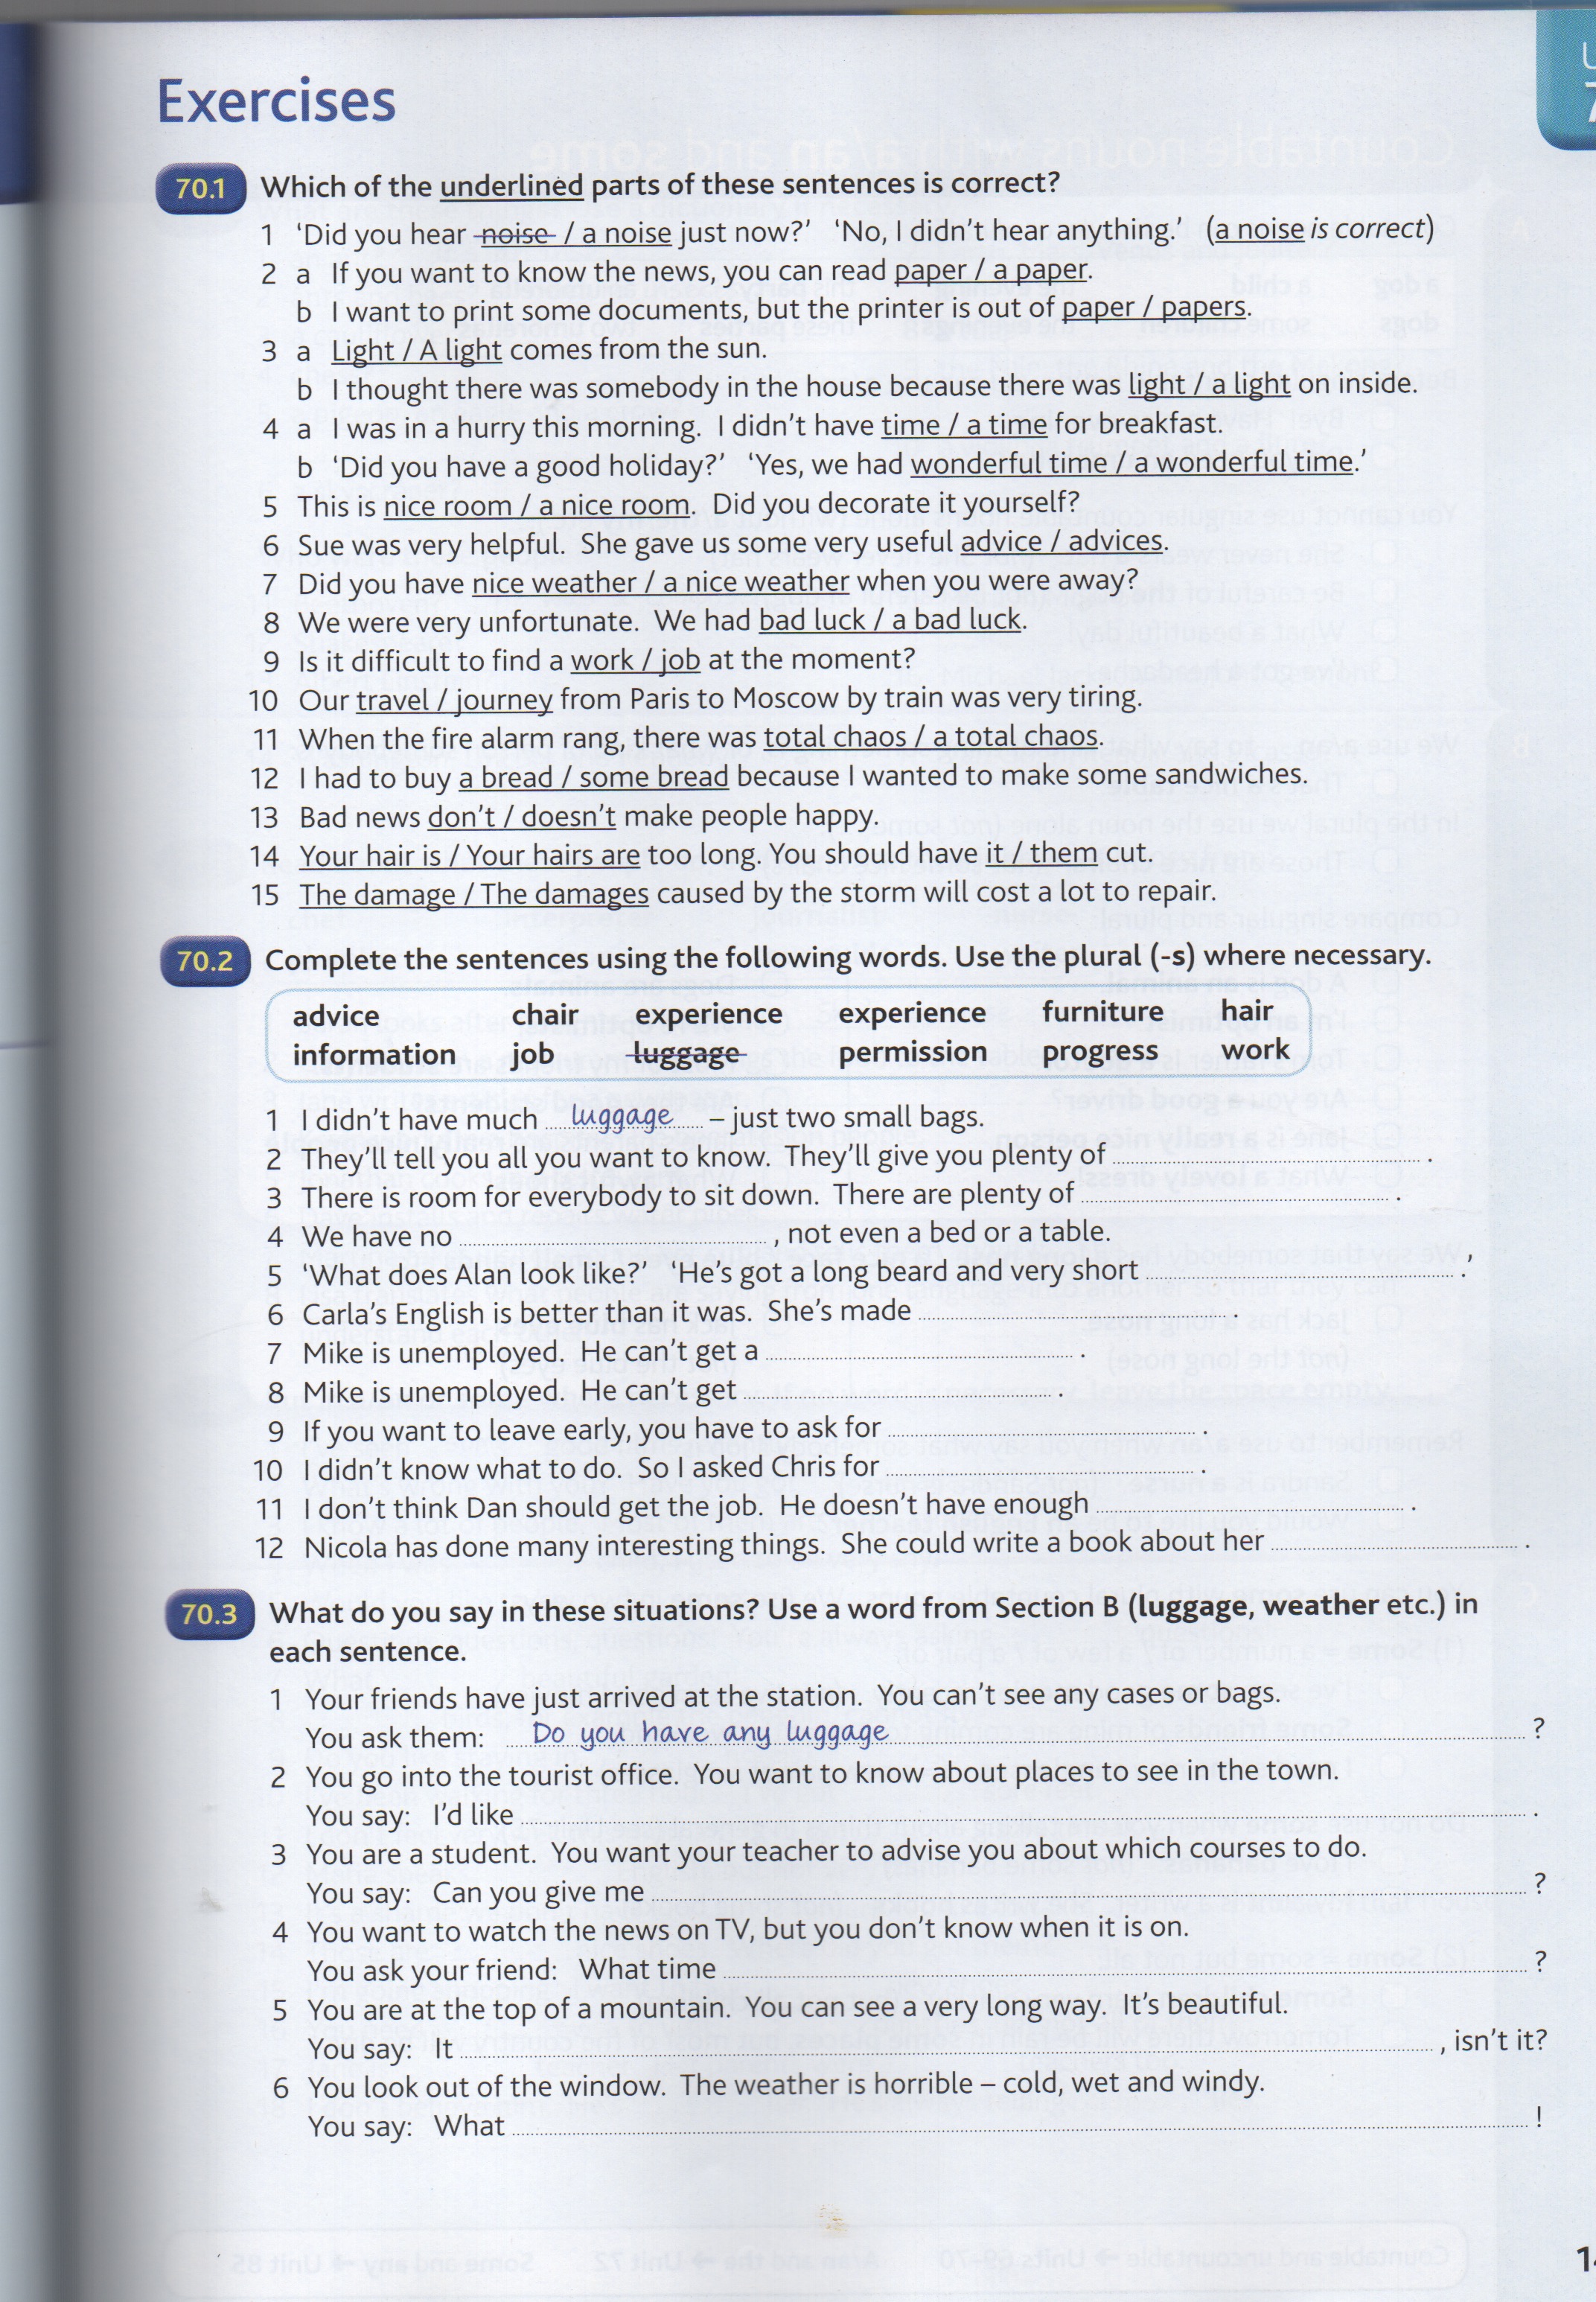 Exercises
70.1 Which of the underlined parts of these sentences is correct?
1 ‘Did you hear noise / a noise just now?’ ‘No, I didn’t hear anything.’ (a noise is correct)
2 a If you want to know the news, you can read paper / a paper.
b I want to print some documents, but the printer is out of paper / papers.
3 a Light / A light comes from the sun.
b I thought there was somebody in the house because there was light / a light on inside.
4 a I was in a hurry this morning. I didn’t have time / a time for breakfast.
b ‘Did you have a good holiday?’ ‘Yes, we had wonderful time / a wonderful time.’
5 This is nice room / a nice room. Did you decorate it yourself?
6 Sue was very helpful. She gave us some very useful advice / advices.
7 Did you have nice weather / a nice weather when you were away?
8 We were very unfortunate. We had bad luck / a bad luck.
9 Is it difficult to find a work / job at the moment?
10 Our travel / journey from Paris to Moscow by train was very tiring.
11 When the fire alarm rang, there was total chaos / a total chaos.
12 I had to buy a bread / some bread because I wanted to make some sandwiches.
13 Bad news don’t / doesn’t make people happy.
14 Your hair is / Your hairs are too long. You should have it / them cut.
15 The damage / The damages caused by the storm will cost a lot to repair.
70.2 Complete the sentences using the following words. Use the plural (-s) where necessary.
advice chair experience experience furniture hair
information job luggage permission progress work
1 I didn’t have much luggage – just two small bags.
2 They’ll tell you all you want to know. They’ll give you plenty of .
3 There is room for everybody to sit down. There are plenty of .
4 We have no , not even a bed or a table.
5 ‘What does Alan look like?’ ‘He’s got a long beard and very short .’
6 Carla’s English is better than it was. She’s made .
7 Mike is unemployed. He can’t get a .
8 Mike is unemployed. He can’t get .
9 If you want to leave early, you have to ask for .
10 I didn’t know what to do. So I asked Chris for .
11 I don’t think Dan should get the job. He doesn’t have enough .
12 Nicola has done many interesting things. She could write a book about her .
70.3 What do you say in these situations? Use a word from Section B (luggage, weather etc.) in
each sentence.
1 Your friends have just arrived at the station. You can’t see any cases or bags.
You ask them: Do you have any luggage ?
2 You go into the tourist office. You want to know about places to see in the town.
You say: I’d like .
3 You are a student. You want your teacher to advise you about which courses to do.
You say: Can you give me ?
4 You want to watch the news on TV, but you don’t know when it is on.
You ask your friend: What time ?
5 You are at the top of a mountain. You can see a very long way. It’s beautiful.
You say: It , isn’t it?
6 You look out of the window. The weather is horrible – cold, wet and windy.
You say: What !